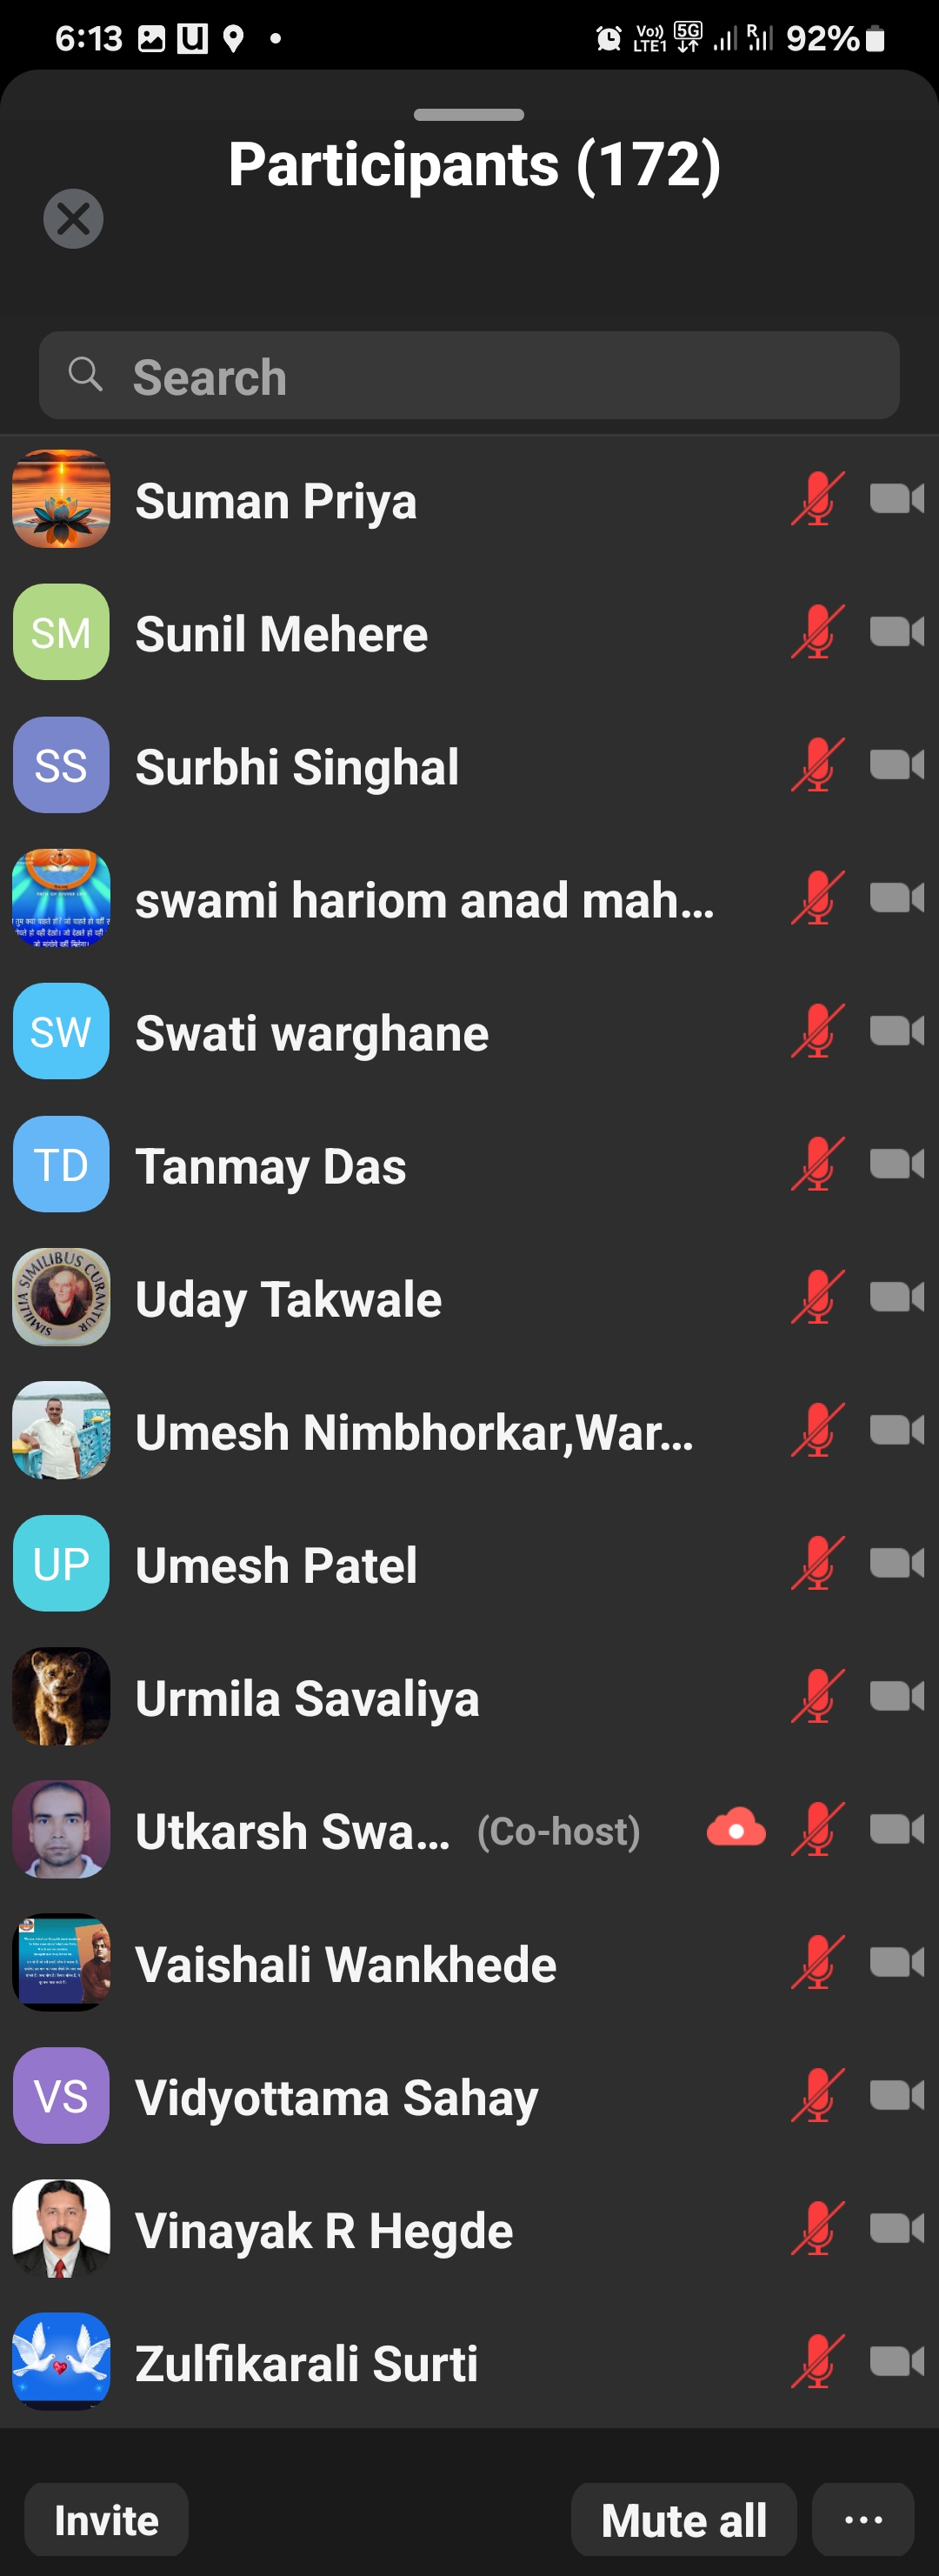 6:13 Vo)) LTE1 5G R 92%
Participants (172)
Search
Suman Priya
SM Sunil Mehere
SS Surbhi Singhal
swami hariom anad mah...
SW Swati warghane
TD Tanmay Das
SIMILIA SIMILIBUS CURANTUR
Uday Takwale
Umesh Nimbhorkar,War...
UP Umesh Patel
Urmila Savaliya
Utkarsh Swa... (Co-host)
Vaishali Wankhede
VS Vidyottama Sahay
Vinayak R Hegde
Zulfikarali Surti
Invite Mute all ...